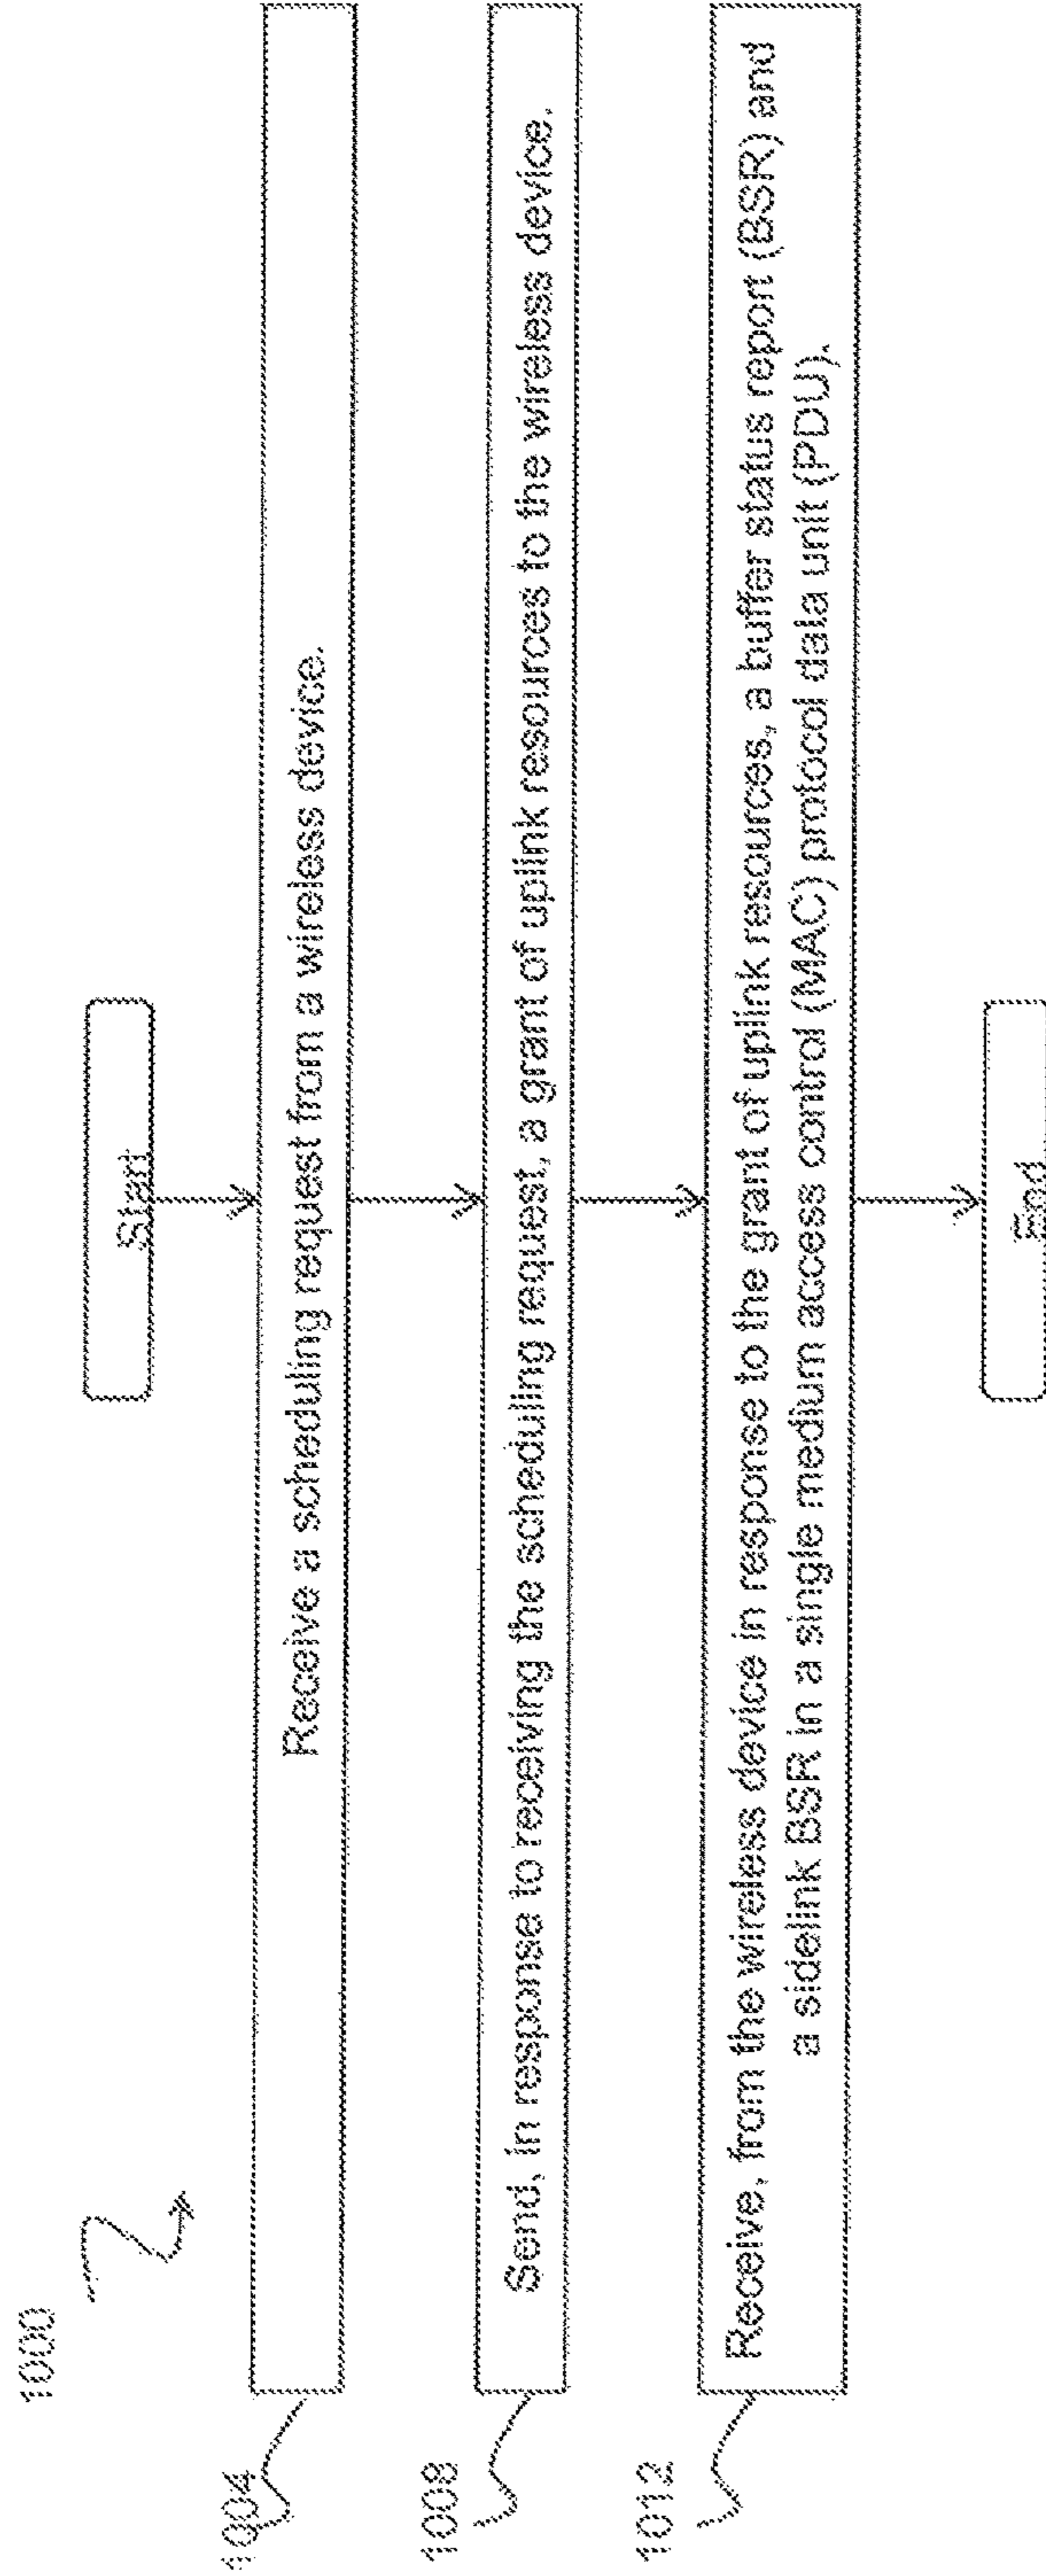 1000
Start
1004
Receive a scheduling request from a wireless device.
1008
Send, in response to receiving the scheduling request, a grant of uplink resources to the wireless device.
1012
Receive, from the wireless device in response to the grant of uplink resources, a buffer status report (BSR) and
a sidelink BSR in a single medium access control (MAC) protocol data unit (PDU).
End